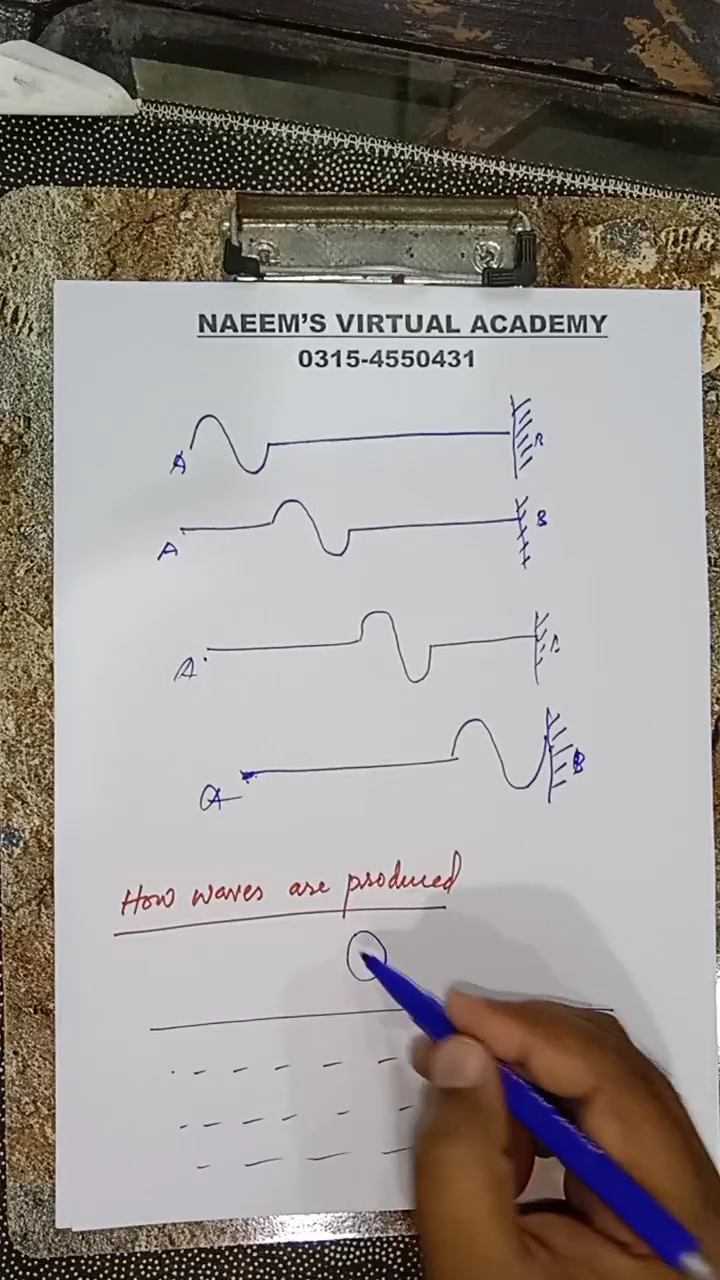 NAEEM'S VIRTUAL ACADEMY
0315-4550431
A
A B
A
A B
How waves are produced